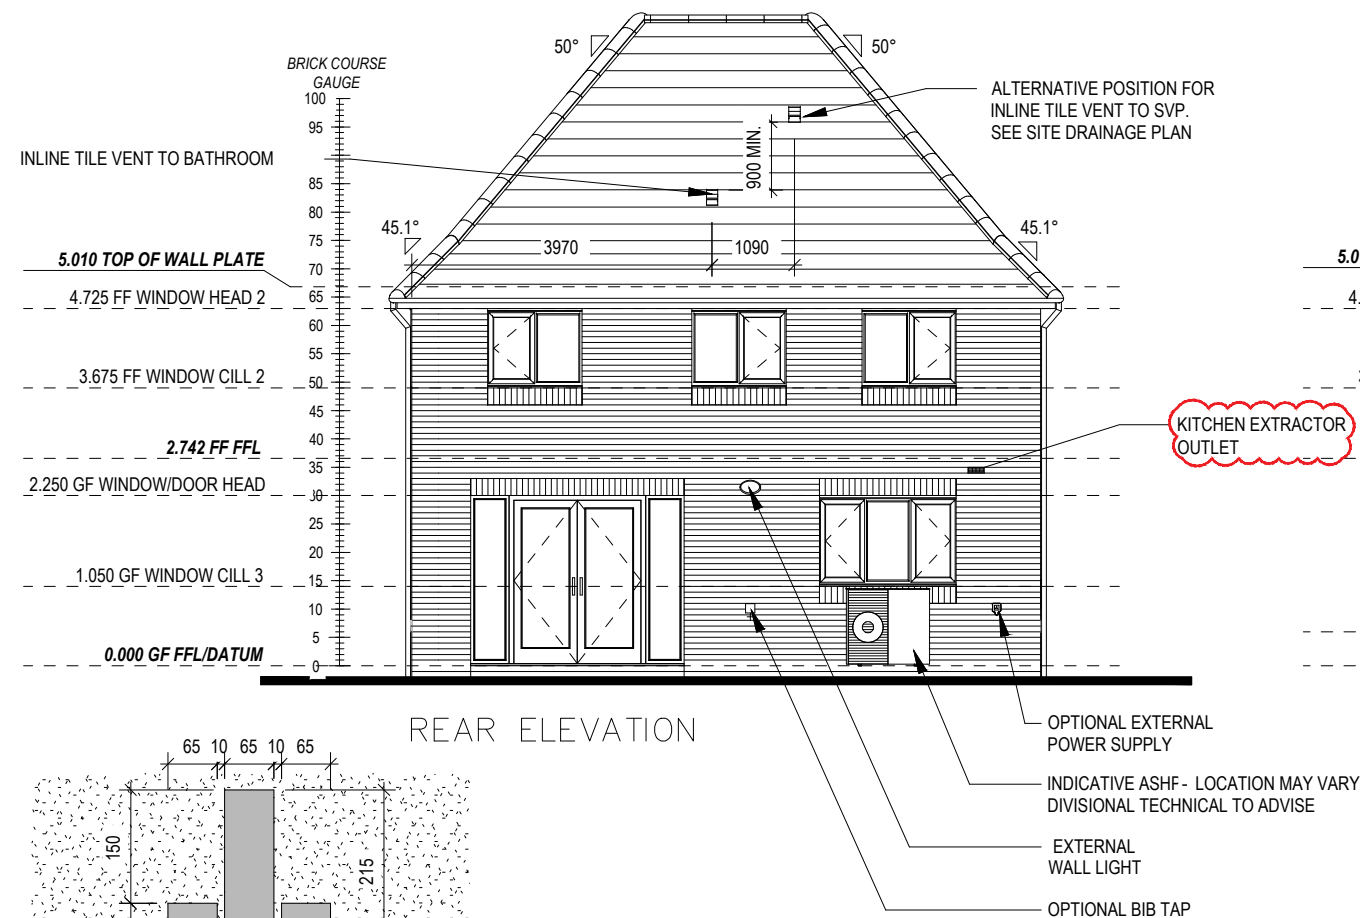 50°
50°
BRICK COURSE
GAUGE
100
95
85
80
75
70
65
60
55
50
45
40
35
30
25
20
15
10
5
0
ALTERNATIVE POSITION FOR
INLINE TILE VENT TO SVP.
SEE SITE DRAINAGE PLAN
INLINE TILE VENT TO BATHROOM
900 MIN.
45.1°
45.1°
3970
1090
5.010 TOP OF WALL PLATE
5.0
4.725 FF WINDOW HEAD 2
4.
3.675 FF WINDOW CILL 2
KITCHEN EXTRACTOR
OUTLET
2.742 FF FFL
2.250 GF WINDOW/DOOR HEAD
1.050 GF WINDOW CILL 3
0.000 GF FFL/DATUM
REAR ELEVATION
OPTIONAL EXTERNAL
POWER SUPPLY
INDICATIVE ASHP - LOCATION MAY VARY
DIVISIONAL TECHNICAL TO ADVISE
EXTERNAL
WALL LIGHT
OPTIONAL BIB TAP
65 10 65 10 65
150
215